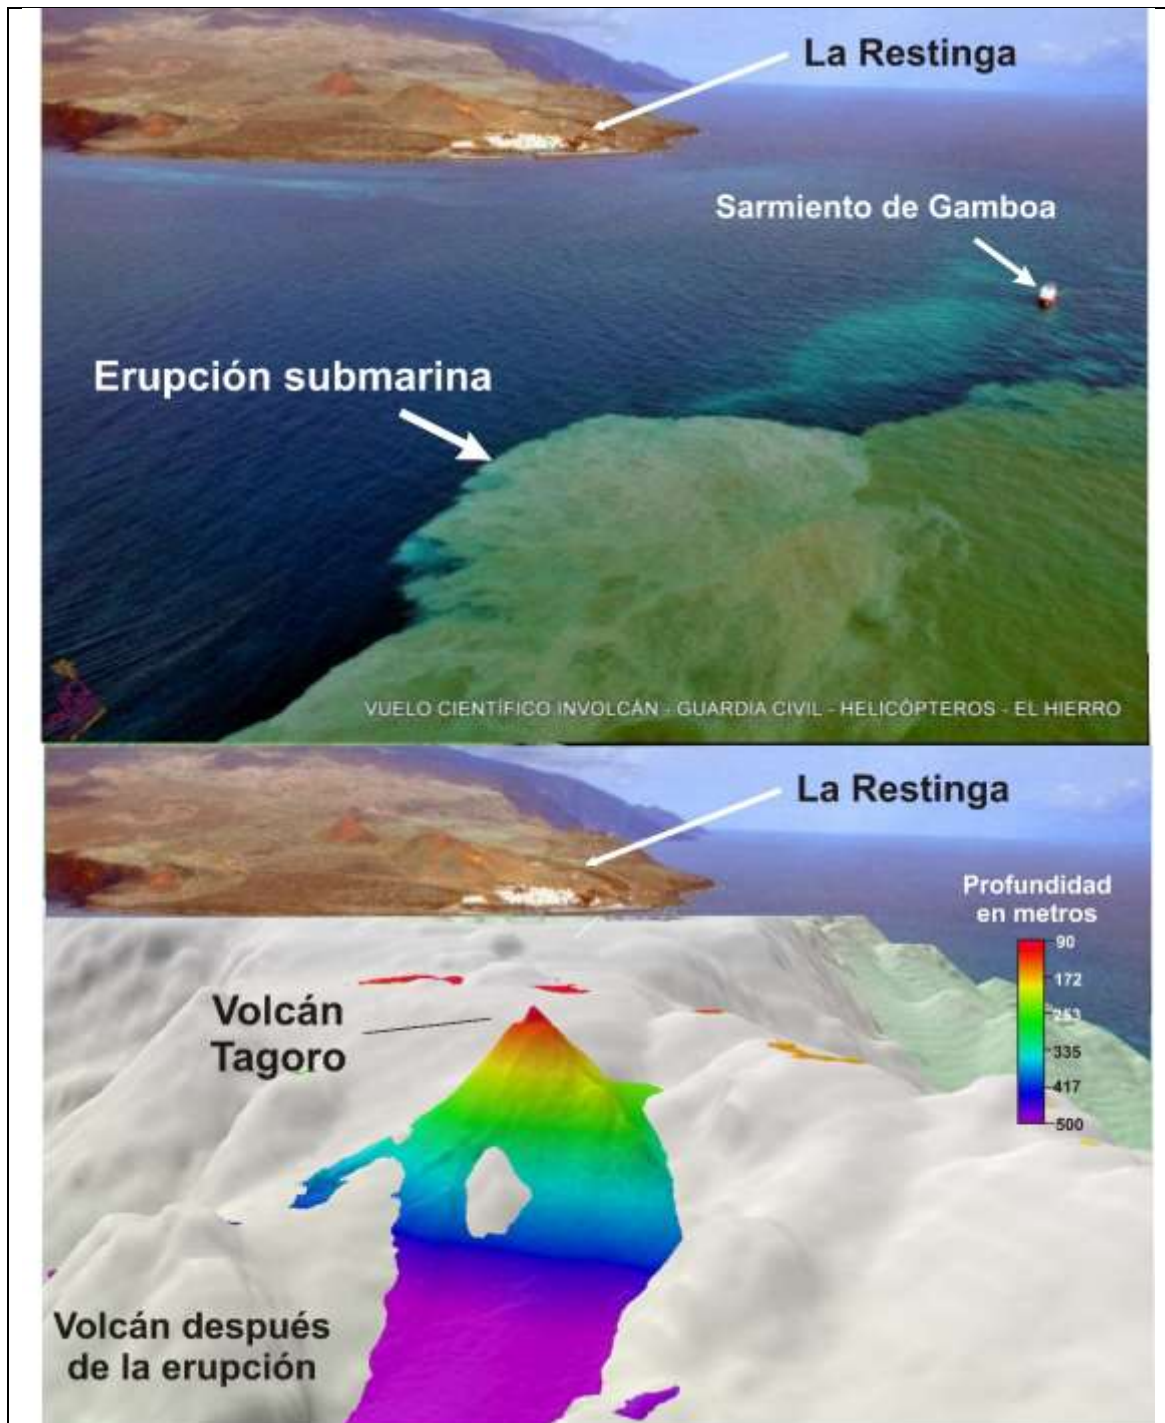 La Restinga
Sarmiento de Gamboa
Erupción submarina
VUELO CIENTÍFICO INVOLCÁN - GUARDIA CIVIL - HELICÓPTEROS - EL HIERRO
La Restinga
Profundidad
en metros
90
172
253
335
417
500
Volcán
Tagoro
Volcán después
de la erupción